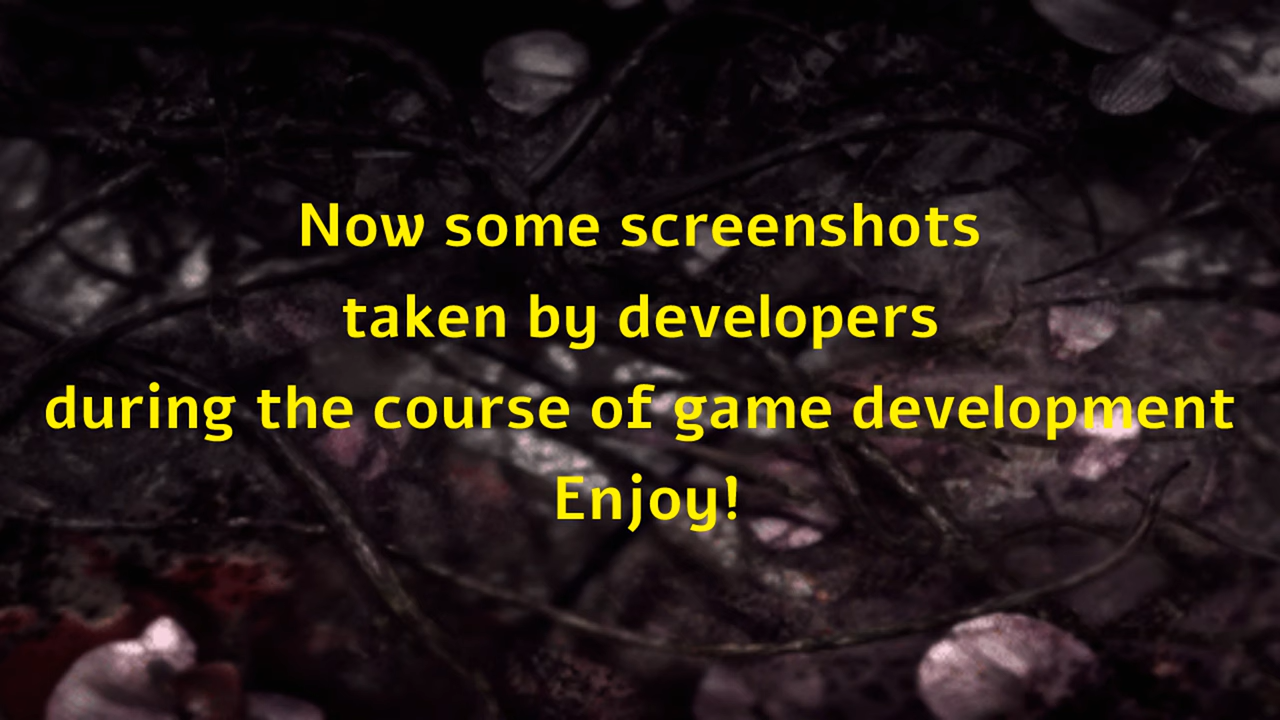 Now some screenshots
taken by developers
during the course of game development
Enjoy!